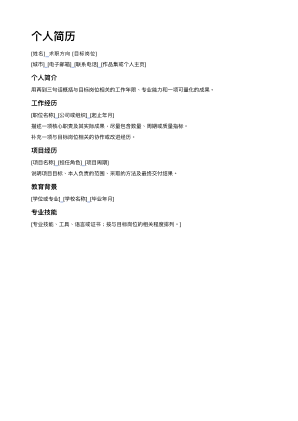 个人简历
[姓名]_求职方向 [目标岗位]
[城市]_[电子邮箱]_[联系电话]_[作品集或个人主页]
个人简介
用两到三句话概括与目标岗位相关的工作年限、专业能力和一项可量化的成果。
工作经历
[职位名称]_[公司或组织]_[起止年月]
描述一项核心职责及其实际成果，尽量包含数量、周期或质量指标。
补充一项与目标岗位相关的协作或改进经历。
项目经历
[项目名称]_[担任角色]_[项目周期]
说明项目目标、本人负责的范围、采取的方法及最终交付结果。
教育背景
[学位或专业]_[学校名称]_[毕业年月]
专业技能
[专业技能、工具、语言或证书；按与目标岗位的相关程度排列。]